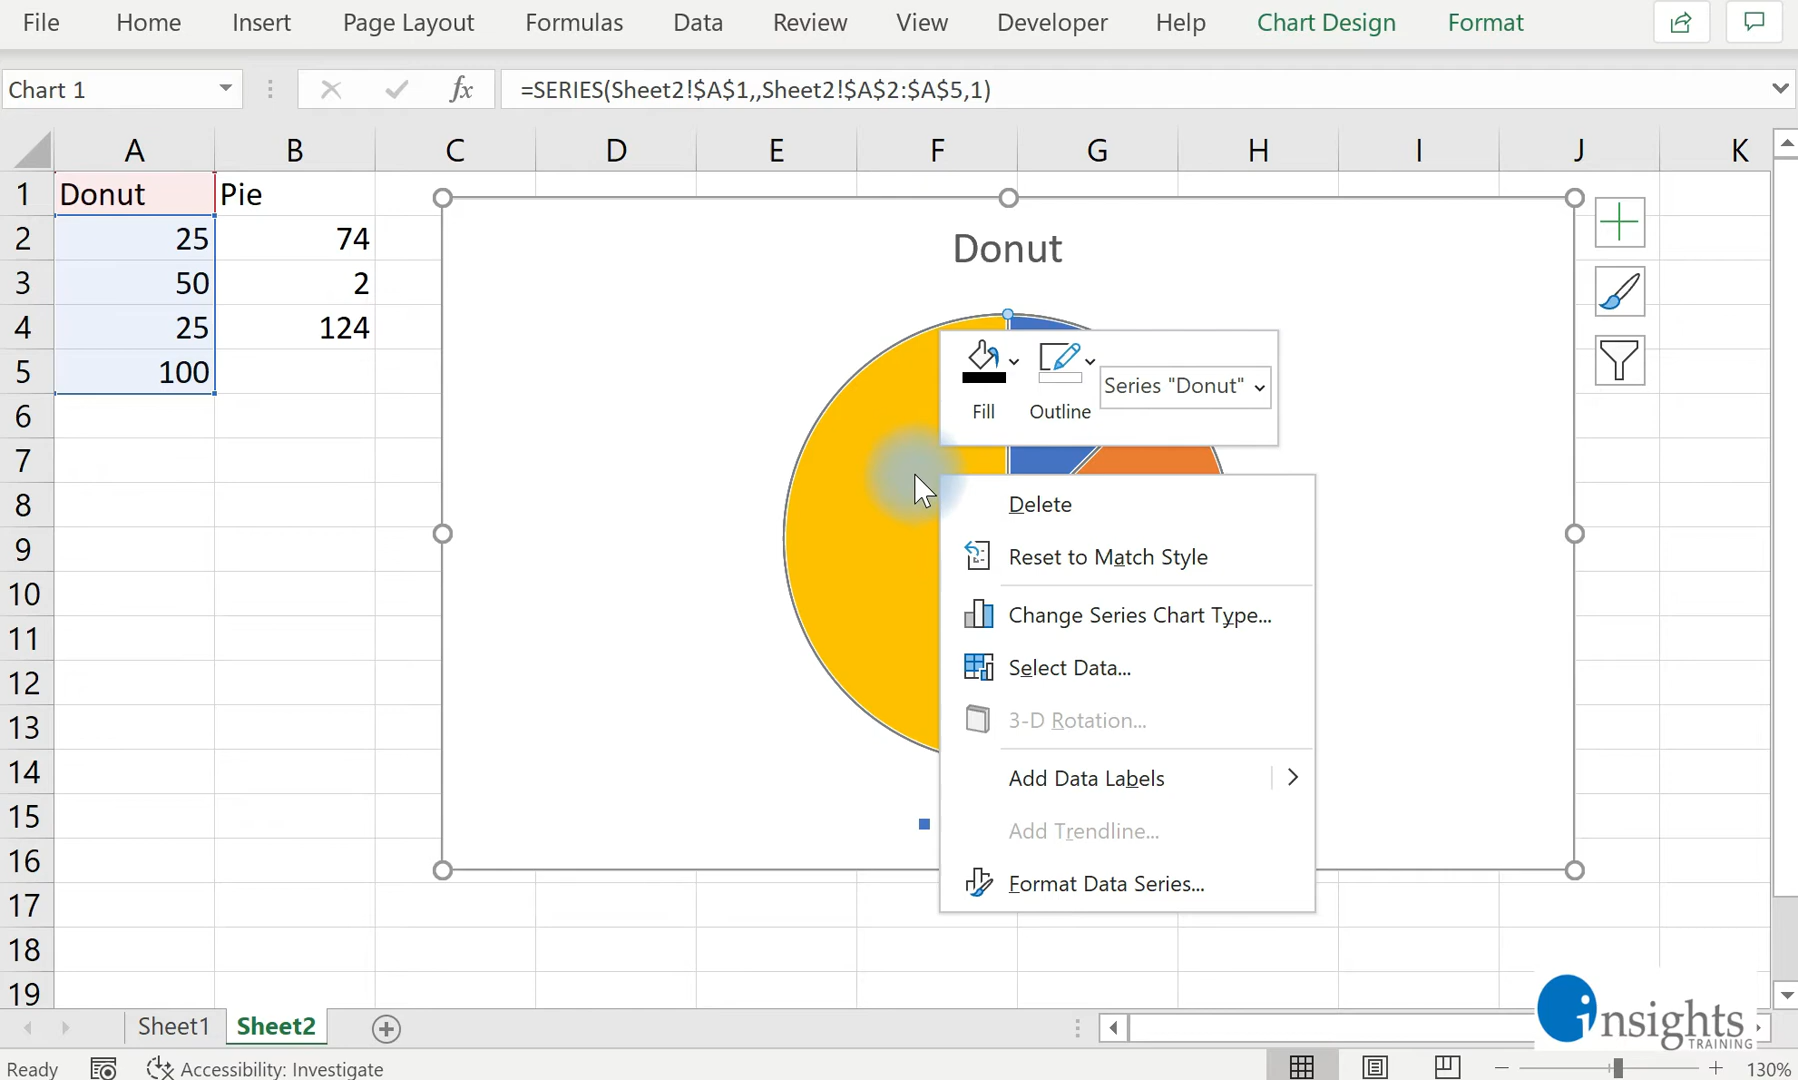 File Home Insert Page Layout Formulas Data Review View Developer Help Chart Design Format
Chart 1 fx =SERIES(Sheet2!$A$1,,Sheet2!$A$2:$A$5,1)
A B C D E F G H I J K
1 Donut Pie
2 25 74
3 50 2
4 25 124
5 100
6
7
8
9
10
11
12
13
14
15
16
17
18
19
Donut
Series "Donut"
Fill Outline
Delete
Reset to Match Style
Change Series Chart Type...
Select Data...
3-D Rotation...
Add Data Labels
Add Trendline...
Format Data Series...
insights
TRAINING
Sheet1 Sheet2
Ready Accessibility: Investigate 130%